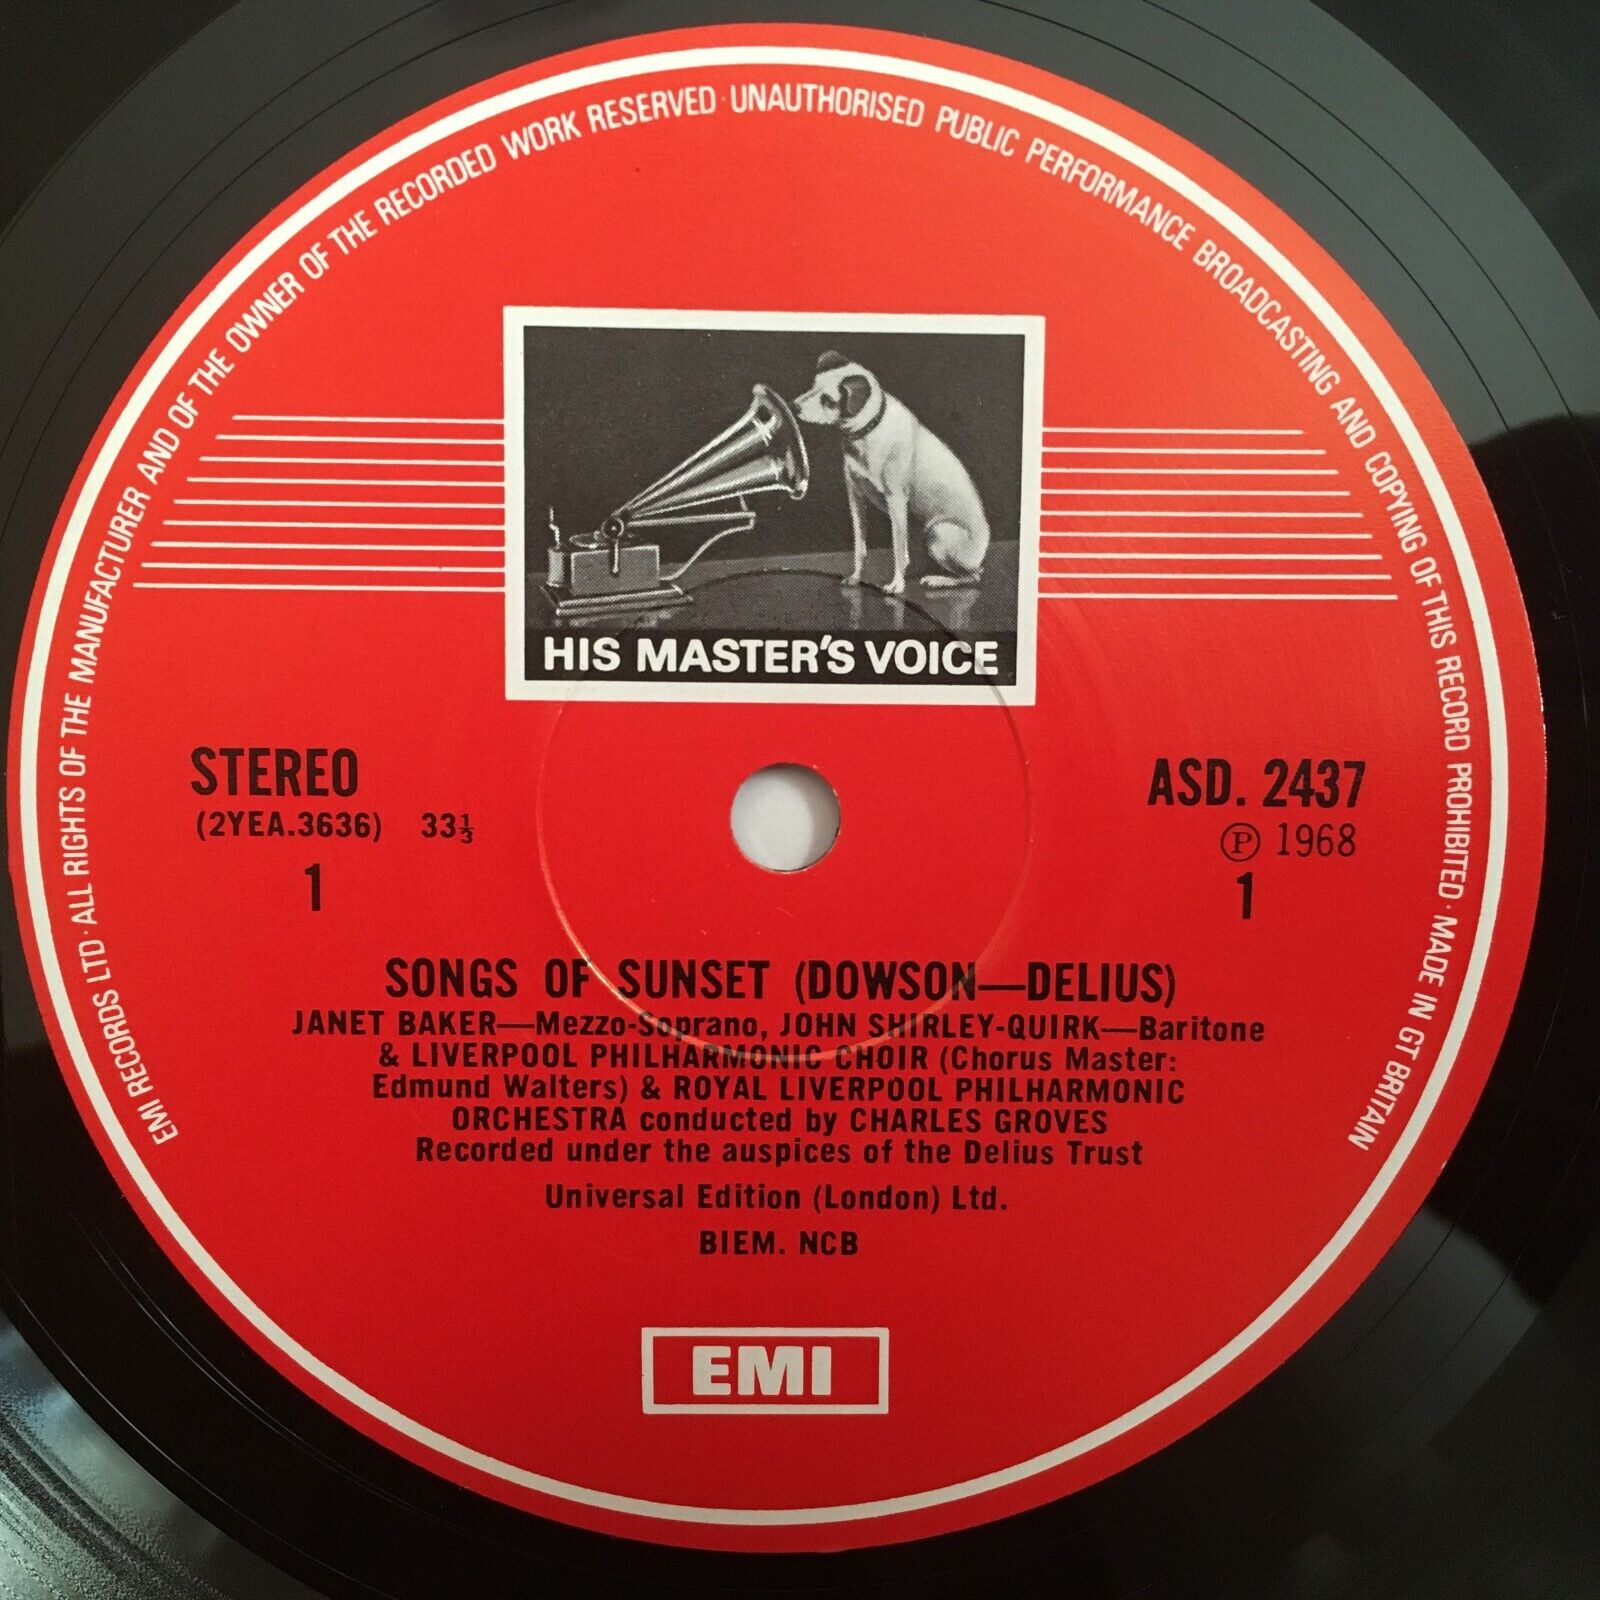 EMI RECORDS LTD · ALL RIGHTS OF THE MANUFACTURER AND OF THE OWNER OF THE RECORDED WORK RESERVED · UNAUTHORISED PUBLIC PERFORMANCE BROADCASTING AND COPYING OF THIS RECORD PROHIBITED · MADE IN GT BRITAIN
HIS MASTER'S VOICE
STEREO
(2YEA.3636) 33⅓
1
ASD. 2437
Ⓟ 1968
1
SONGS OF SUNSET (DOWSON—DELIUS)
JANET BAKER—Mezzo-Soprano, JOHN SHIRLEY-QUIRK—Baritone
& LIVERPOOL PHILHARMONIC CHOIR (Chorus Master:
Edmund Walters) & ROYAL LIVERPOOL PHILHARMONIC
ORCHESTRA conducted by CHARLES GROVES
Recorded under the auspices of the Delius Trust
Universal Edition (London) Ltd.
BIEM. NCB
EMI